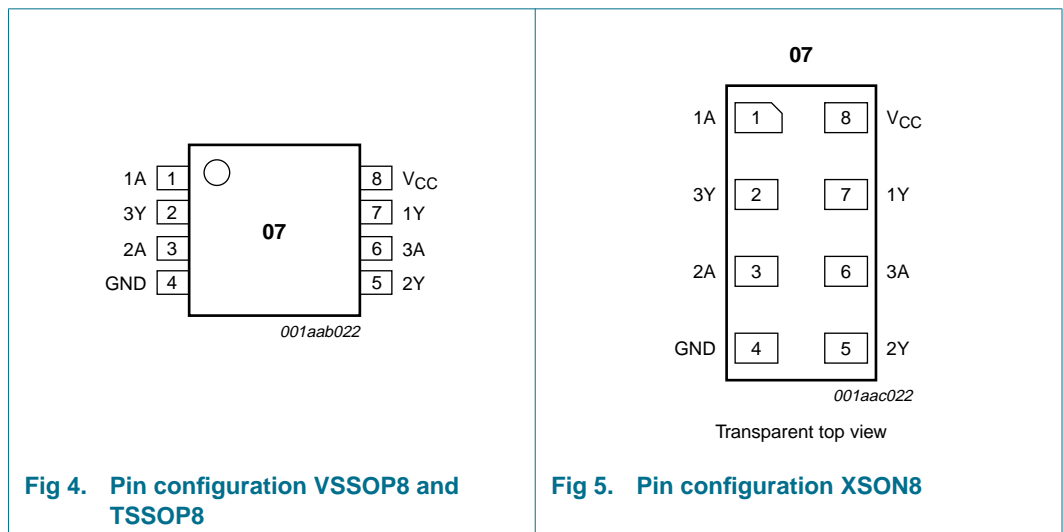 1A 1 8 VCC
3Y 2 7 1Y
2A 3 6 3A
GND 4 5 2Y
07
001aab022
Fig 4. Pin configuration VSSOP8 and
TSSOP8
07
1A 1 8 VCC
3Y 2 7 1Y
2A 3 6 3A
GND 4 5 2Y
001aac022
Transparent top view
Fig 5. Pin configuration XSON8